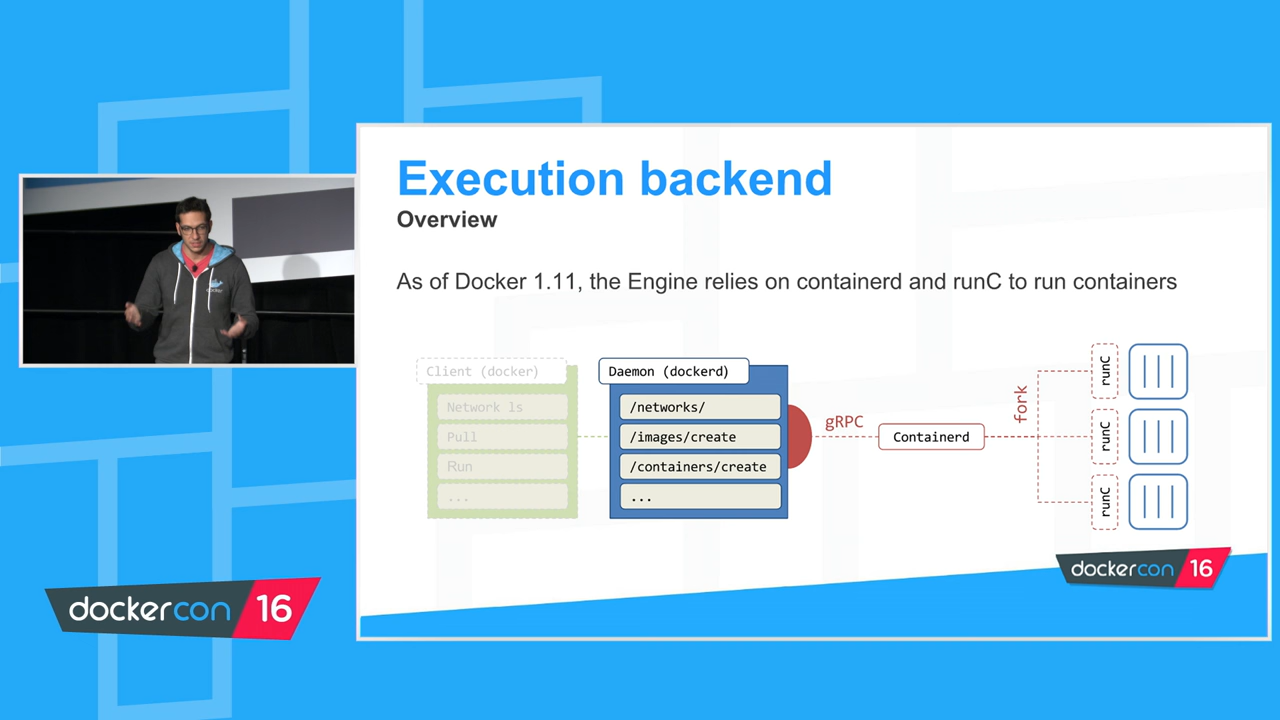 Execution backend
Overview
As of Docker 1.11, the Engine relies on containerd and runC to run containers
Client (docker)
Network ls
Pull
Run
...
Daemon (dockerd)
/networks/
/images/create
/containers/create
...
gRPC
Containerd
fork
runC
runC
runC
dockercon 16
dockercon 16
docker